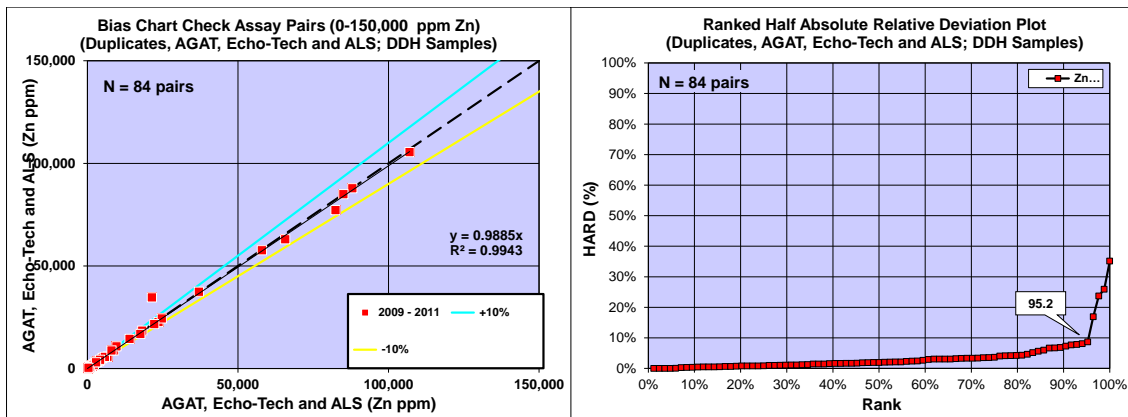 Bias Chart Check Assay Pairs (0-150,000 ppm Zn)
(Duplicates, AGAT, Echo-Tech and ALS; DDH Samples)
150,000
100,000
50,000
0
AGAT, Echo-Tech and ALS (Zn ppm)
N = 84 pairs
y = 0.9885x
R² = 0.9943
2009 - 2011
+10%
-10%
0
50,000
100,000
150,000
AGAT, Echo-Tech and ALS (Zn ppm)
Ranked Half Absolute Relative Deviation Plot
(Duplicates, AGAT, Echo-Tech and ALS; DDH Samples)
100%
90%
80%
70%
60%
50%
40%
30%
20%
10%
0%
HARD (%)
N = 84 pairs
Zn...
95.2
0% 10% 20% 30% 40% 50% 60% 70% 80% 90% 100%
Rank